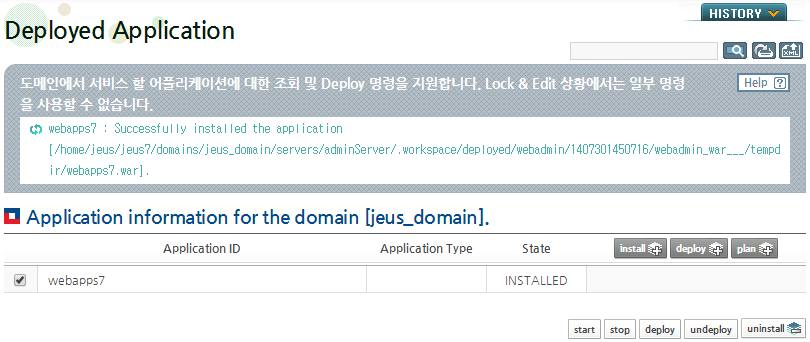 HISTORY
Deployed Application
XML
도메인에서 서비스 할 어플리케이션에 대한 조회 및 Deploy 명령을 지원합니다. Lock & Edit 상황에서는 일부 명령
을 사용할 수 없습니다.
Help
webapps7 : Successfully installed the application
[/home/jeus/jeus7/domains/jeus_domain/servers/adminServer/.workspace/deployed/webadmin/1407301450716/webadmin_war___/tempd
ir/webapps7.war].
Application information for the domain [jeus_domain].
Application ID Application Type State install deploy plan
webapps7 INSTALLED
start stop deploy undeploy uninstall